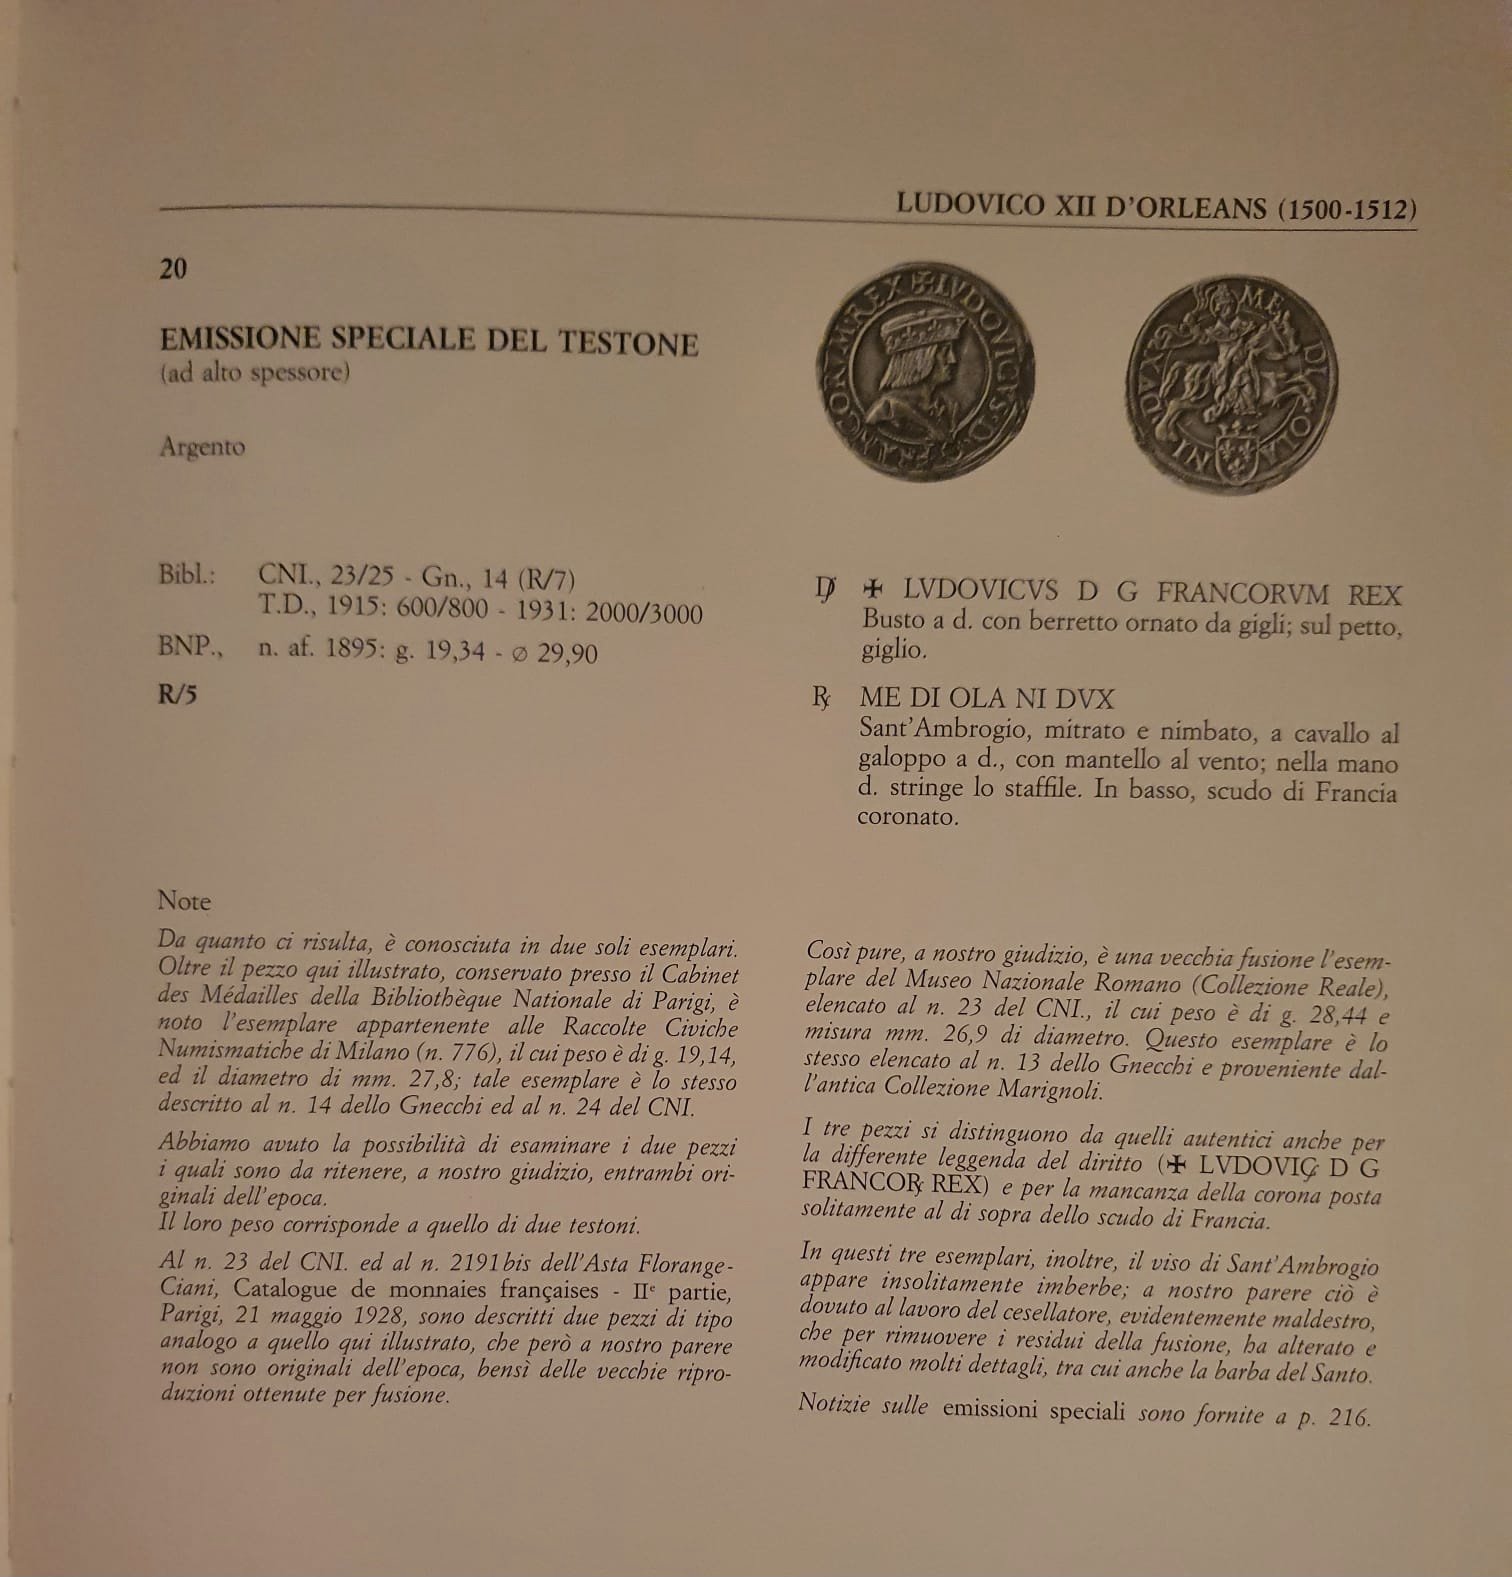 LUDOVICO XII D'ORLEANS (1500-1512)
20
EMISSIONE SPECIALE DEL TESTONE
(ad alto spessore)
Argento
Bibl.: CNI., 23/25 - Gn., 14 (R/7)
T.D., 1915: 600/800 - 1931: 2000/3000
BNP., n. af. 1895: g. 19,34 - ⌀ 29,90
R/5
D/ ✠ LVDOVICVS D G FRANCORVM REX
Busto a d. con berretto ornato da gigli; sul petto,
giglio.
R/ ME DI OLA NI DVX
Sant'Ambrogio, mitrato e nimbato, a cavallo al
galoppo a d., con mantello al vento; nella mano
d. stringe lo staffile. In basso, scudo di Francia
coronato.
Note
Da quanto ci risulta, è conosciuta in due soli esemplari.
Oltre il pezzo qui illustrato, conservato presso il Cabinet
des Médailles della Bibliothèque Nationale di Parigi, è
noto l'esemplare appartenente alle Raccolte Civiche
Numismatiche di Milano (n. 776), il cui peso è di g. 19,14,
ed il diametro di mm. 27,8; tale esemplare è lo stesso
descritto al n. 14 dello Gnecchi ed al n. 24 del CNI.
Abbiamo avuto la possibilità di esaminare i due pezzi
i quali sono da ritenere, a nostro giudizio, entrambi ori-
ginali dell'epoca.
Il loro peso corrisponde a quello di due testoni.
Al n. 23 del CNI. ed al n. 2191bis dell'Asta Florange-
Ciani, Catalogue de monnaies françaises - IIᵉ partie,
Parigi, 21 maggio 1928, sono descritti due pezzi di tipo
analogo a quello qui illustrato, che però a nostro parere
non sono originali dell'epoca, bensì delle vecchie ripro-
duzioni ottenute per fusione.
Così pure, a nostro giudizio, è una vecchia fusione l'esem-
plare del Museo Nazionale Romano (Collezione Reale),
elencato al n. 23 del CNI., il cui peso è di g. 28,44 e
misura mm. 26,9 di diametro. Questo esemplare è lo
stesso elencato al n. 13 dello Gnecchi e proveniente dal-
l'antica Collezione Marignoli.
I tre pezzi si distinguono da quelli autentici anche per
la differente leggenda del diritto (✠ LVDOVIC̨ D G
FRANCOR̨ REX) e per la mancanza della corona posta
solitamente al di sopra dello scudo di Francia.
In questi tre esemplari, inoltre, il viso di Sant'Ambrogio
appare insolitamente imberbe; a nostro parere ciò è
dovuto al lavoro del cesellatore, evidentemente maldestro,
che per rimuovere i residui della fusione, ha alterato e
modificato molti dettagli, tra cui anche la barba del Santo.
Notizie sulle emissioni speciali sono fornite a p. 216.